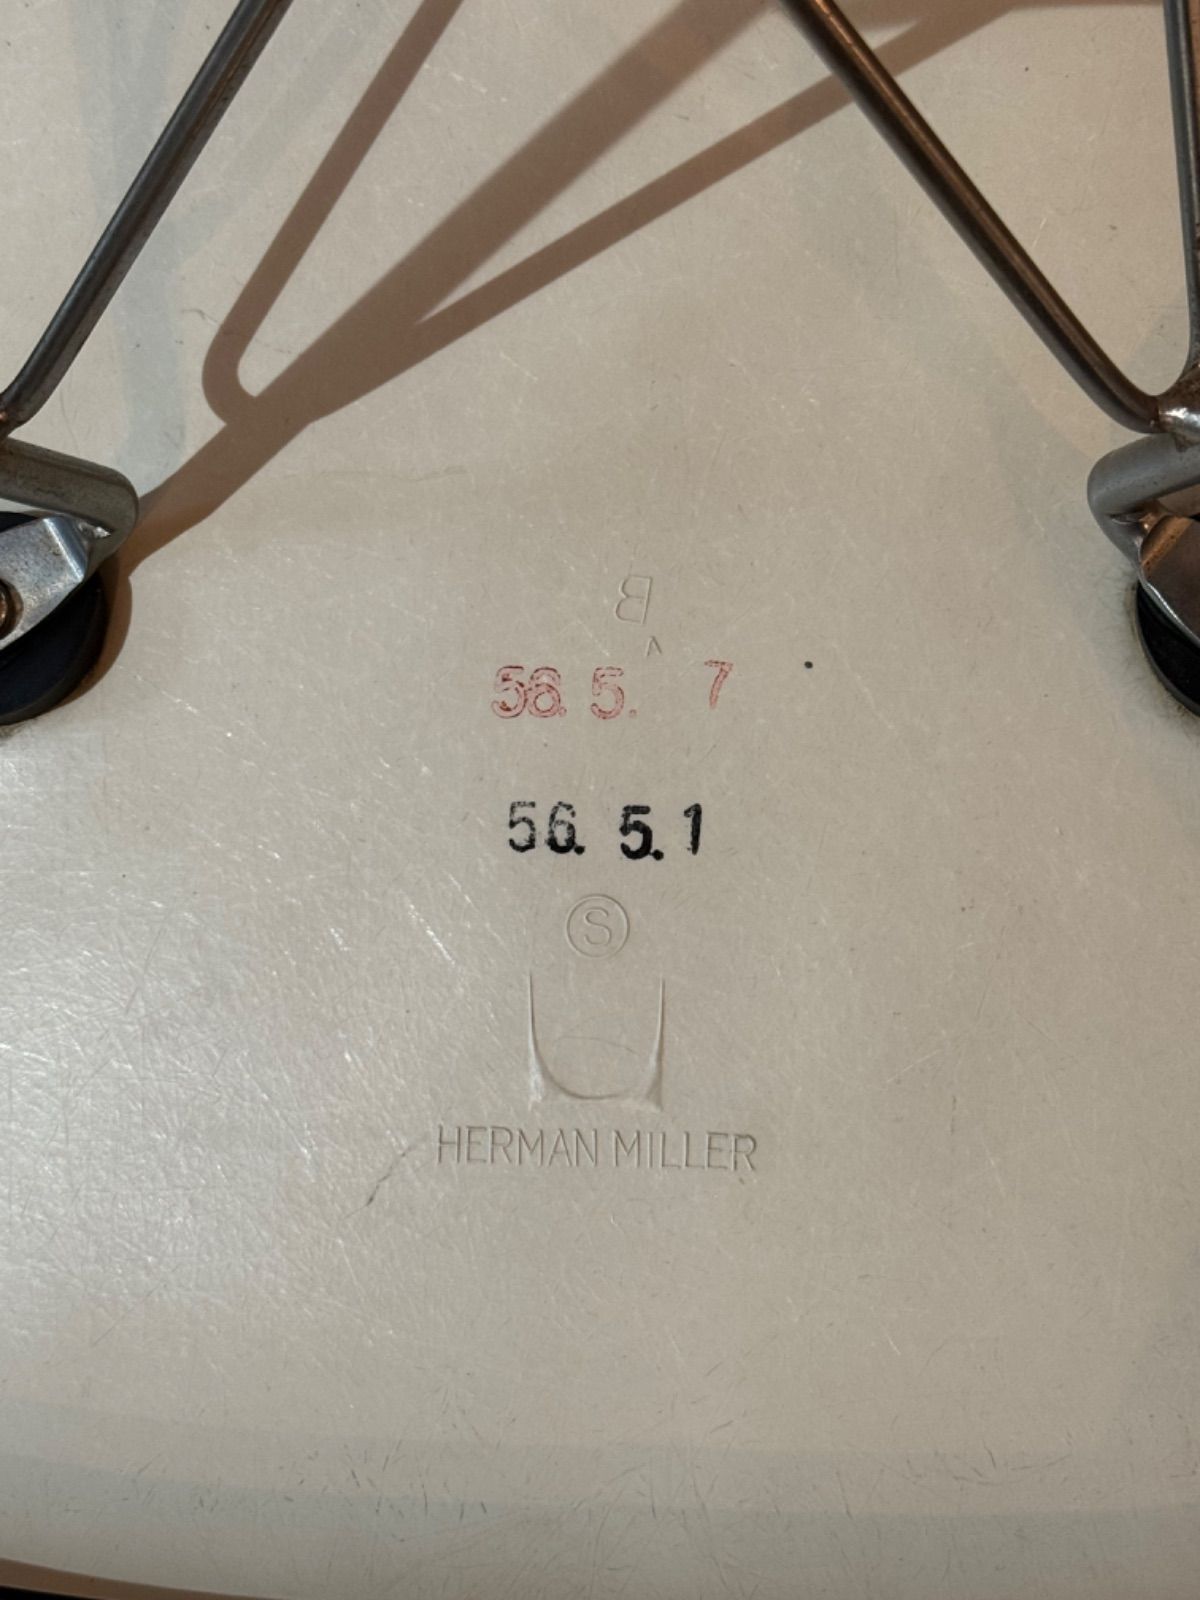 B
56. 5. 7
56. 5. 1
S
HERMAN MILLER